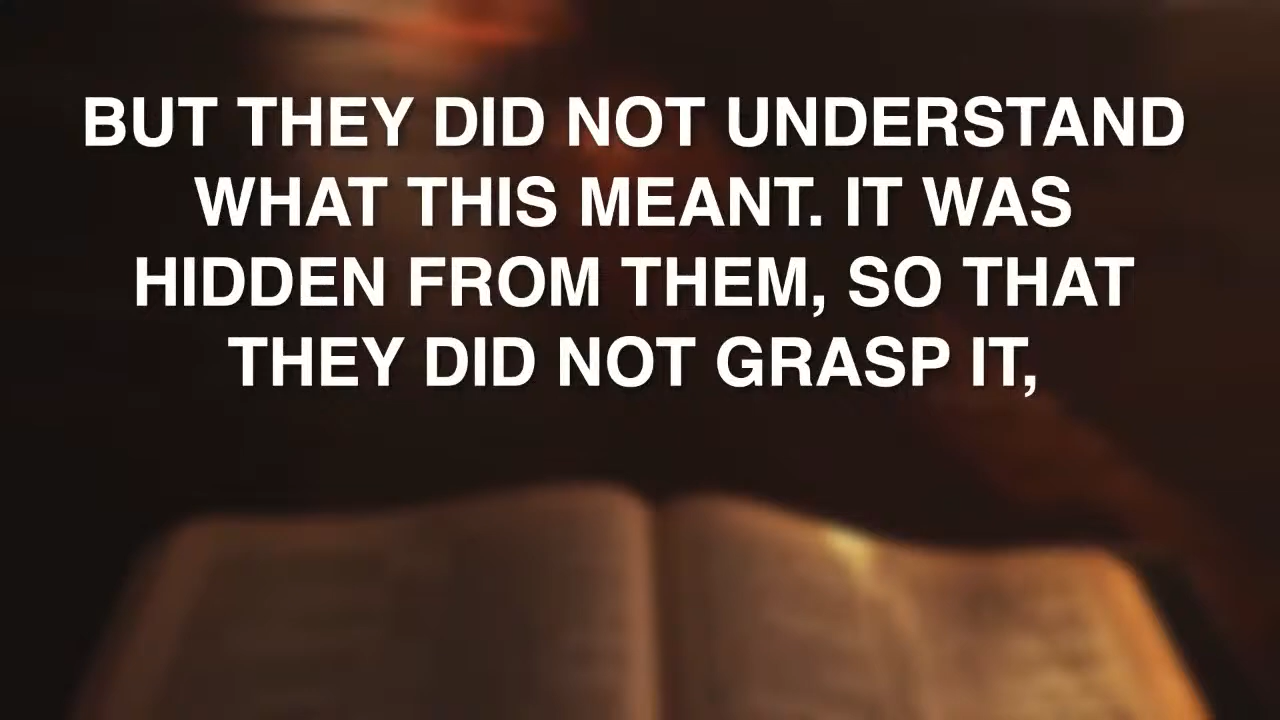 BUT THEY DID NOT UNDERSTAND
WHAT THIS MEANT. IT WAS
HIDDEN FROM THEM, SO THAT
THEY DID NOT GRASP IT,